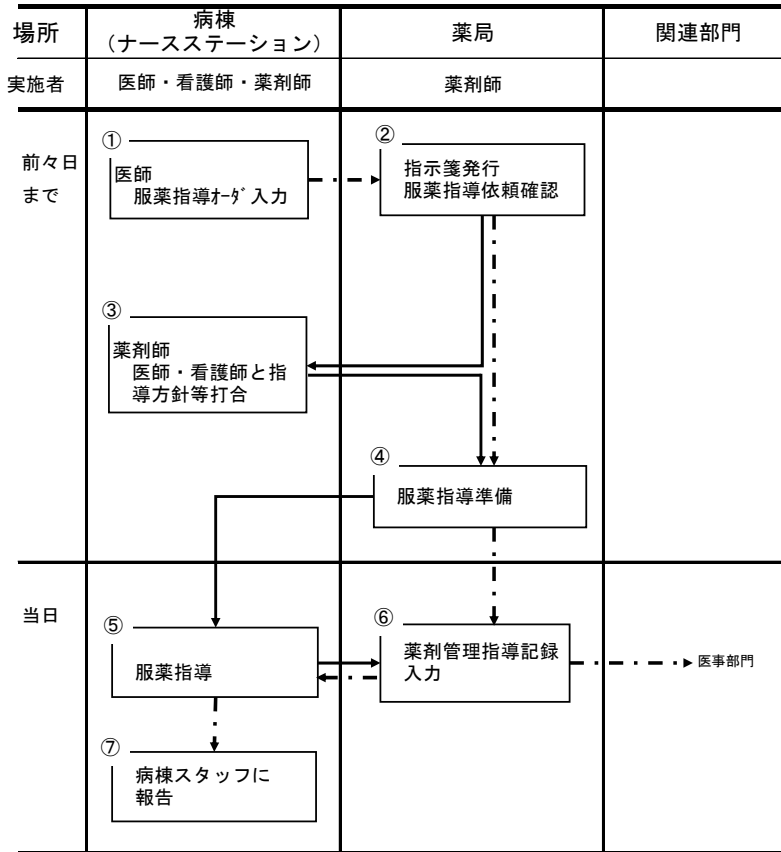 場所
病棟
（ナースステーション）
薬局
関連部門
実施者
医師・看護師・薬剤師
薬剤師
前々日
まで
①
医師
服薬指導ｵｰﾀﾞ入力
②
指示箋発行
服薬指導依頼確認
③
薬剤師
医師・看護師と指
導方針等打合
④
服薬指導準備
当日
⑤
服薬指導
⑥
薬剤管理指導記録
入力
医事部門
⑦
病棟スタッフに
報告